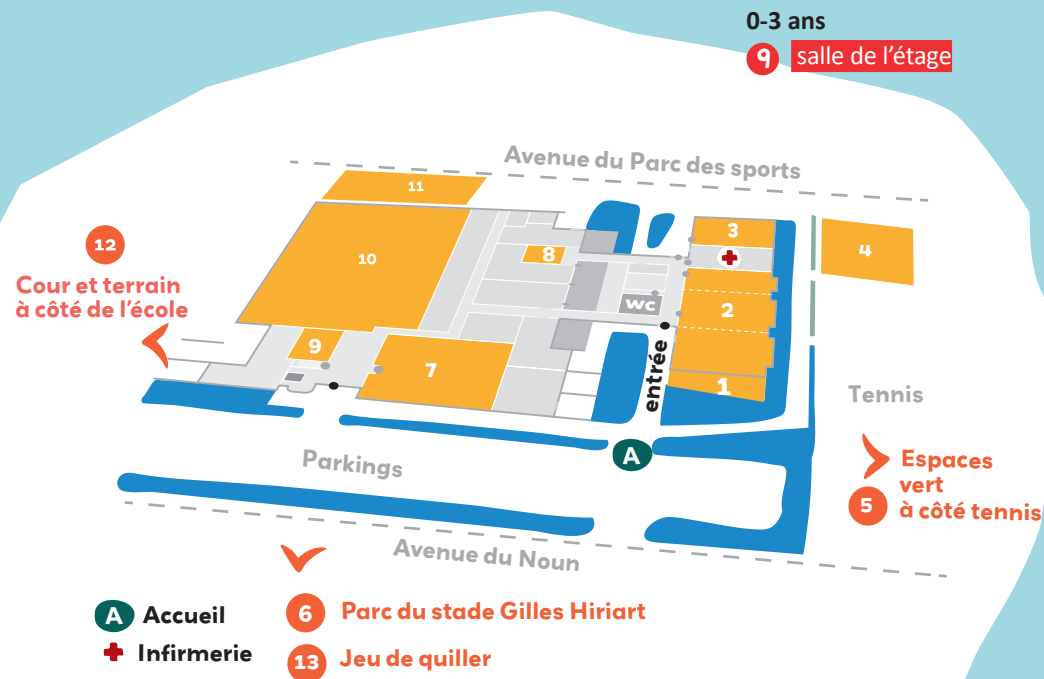 0-3 ans
9 salle de l'étage
Avenue du Parc des sports
11
3
4
12
10
8
Cour et terrain
à côté de l'école
wc
2
9
7
entrée
1
Tennis
A
Parkings
Espaces
vert
5 à côté tennis
Avenue du Noun
A Accueil
6 Parc du stade Gilles Hiriart
Infirmerie
13 Jeu de quiller